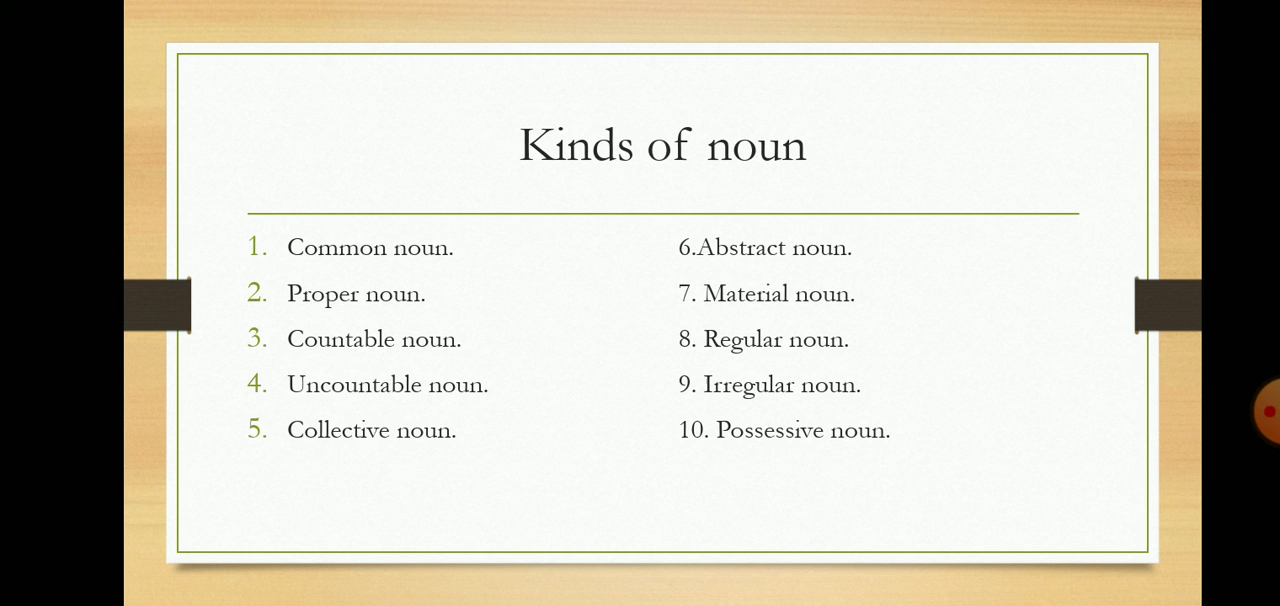 Kinds of noun
1. Common noun.
2. Proper noun.
3. Countable noun.
4. Uncountable noun.
5. Collective noun.
6.Abstract noun.
7. Material noun.
8. Regular noun.
9. Irregular noun.
10. Possessive noun.